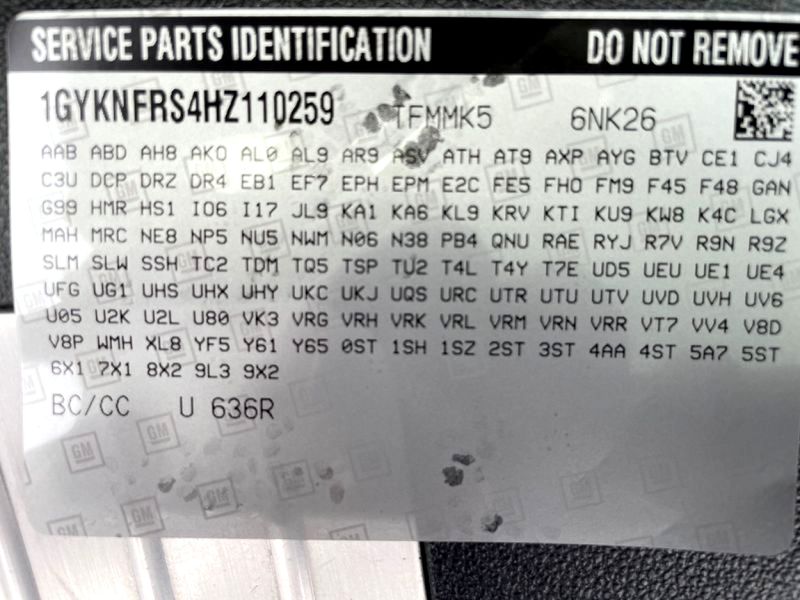 SERVICE PARTS IDENTIFICATION DO NOT REMOVE
1GYKNFRS4HZ110259 TFMMK5 6NK26
AAB ABD AH8 AKO AL0 AL9 AR9 ASV ATH AT9 AXP AYG BTV CE1 CJ4
C3U DCP DRZ DR4 EB1 EF7 EPH EPM E2C FE5 FHO FM9 F45 F48 GAN
G99 HMR HS1 IO6 I17 JL9 KA1 KA6 KL9 KRV KTI KU9 KW8 K4C LGX
MAH MRC NE8 NP5 NU5 NWM N06 N38 PB4 QNU RAE RYJ R7V R9N R9Z
SLM SLW SSH TC2 TDM TQ5 TSP TU2 T4L T4Y T7E UD5 UEU UE1 UE4
UFG UG1 UHS UHX UHY UKC UKJ UQS URC UTR UTU UTV UVD UVH UV6
U05 U2K U2L U80 VK3 VRG VRH VRK VRL VRM VRN VRR VT7 VV4 V8D
V8P WMH XL8 YF5 Y61 Y65 0ST 1SH 1SZ 2ST 3ST 4AA 4ST 5A7 5ST
6X1 7X1 8X2 9L3 9X2
BC/CC U 636R